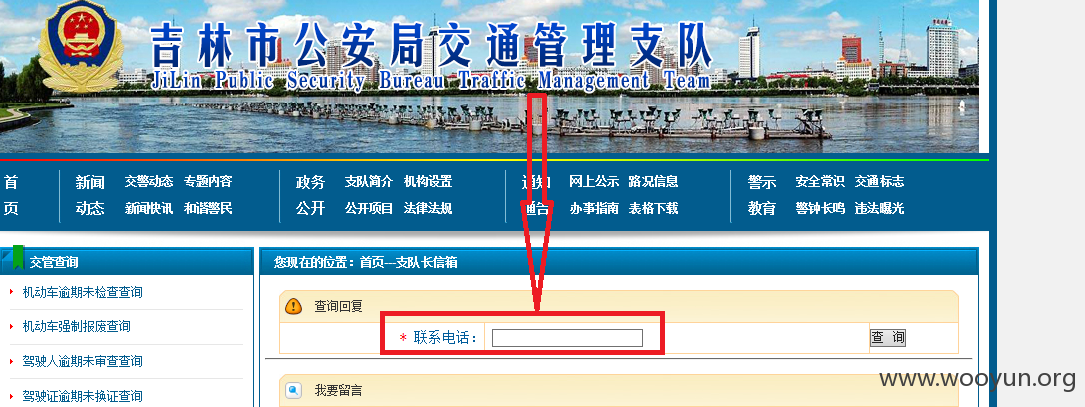 吉林市公安局交通管理支队
JiLin Public Security Bureau Traffic Management Team
首 新闻 交警动态 专题内容 政务 支队简介 机构设置 通知 网上公示 路况信息 警示 安全常识 交通标志
页 动态 新闻快讯 和谐警民 公开 公开项目 法律法规 通告 办事指南 表格下载 教育 警钟长鸣 违法曝光
交管查询
机动车逾期未检查查询
机动车强制报废查询
驾驶人逾期未审查查询
驾驶证逾期未换证查询
您现在的位置：首页—支队长信箱
查询回复
* 联系电话：
查 询
我要留言
www.wooyun.org